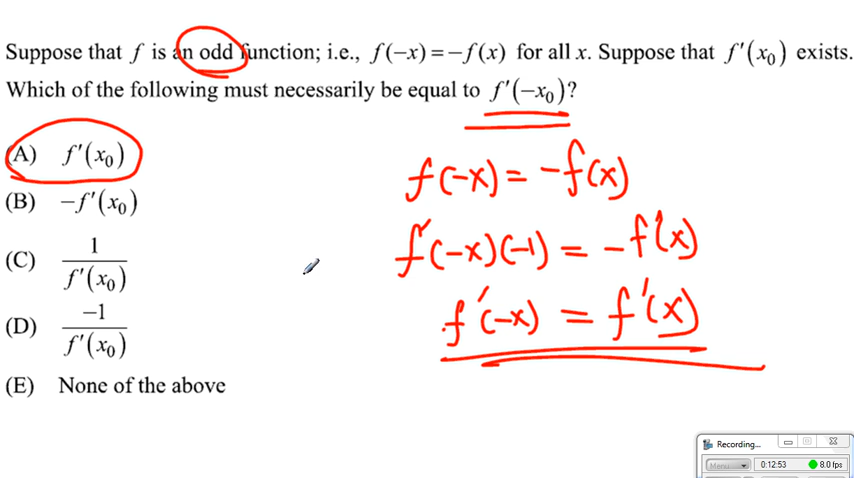 Suppose that f is an odd function; i.e., f(−x)=−f(x) for all x. Suppose that f′(x₀) exists.
Which of the following must necessarily be equal to f′(−x₀)?
(A) f′(x₀)
(B) −f′(x₀)
(C) 1/f′(x₀)
(D) −1/f′(x₀)
(E) None of the above
f(-x) = -f(x)
f′(-x)(-1) = -f′(x)
f′(-x) = f′(x)
Recording...
Menu 0:12:53 8.0 fps